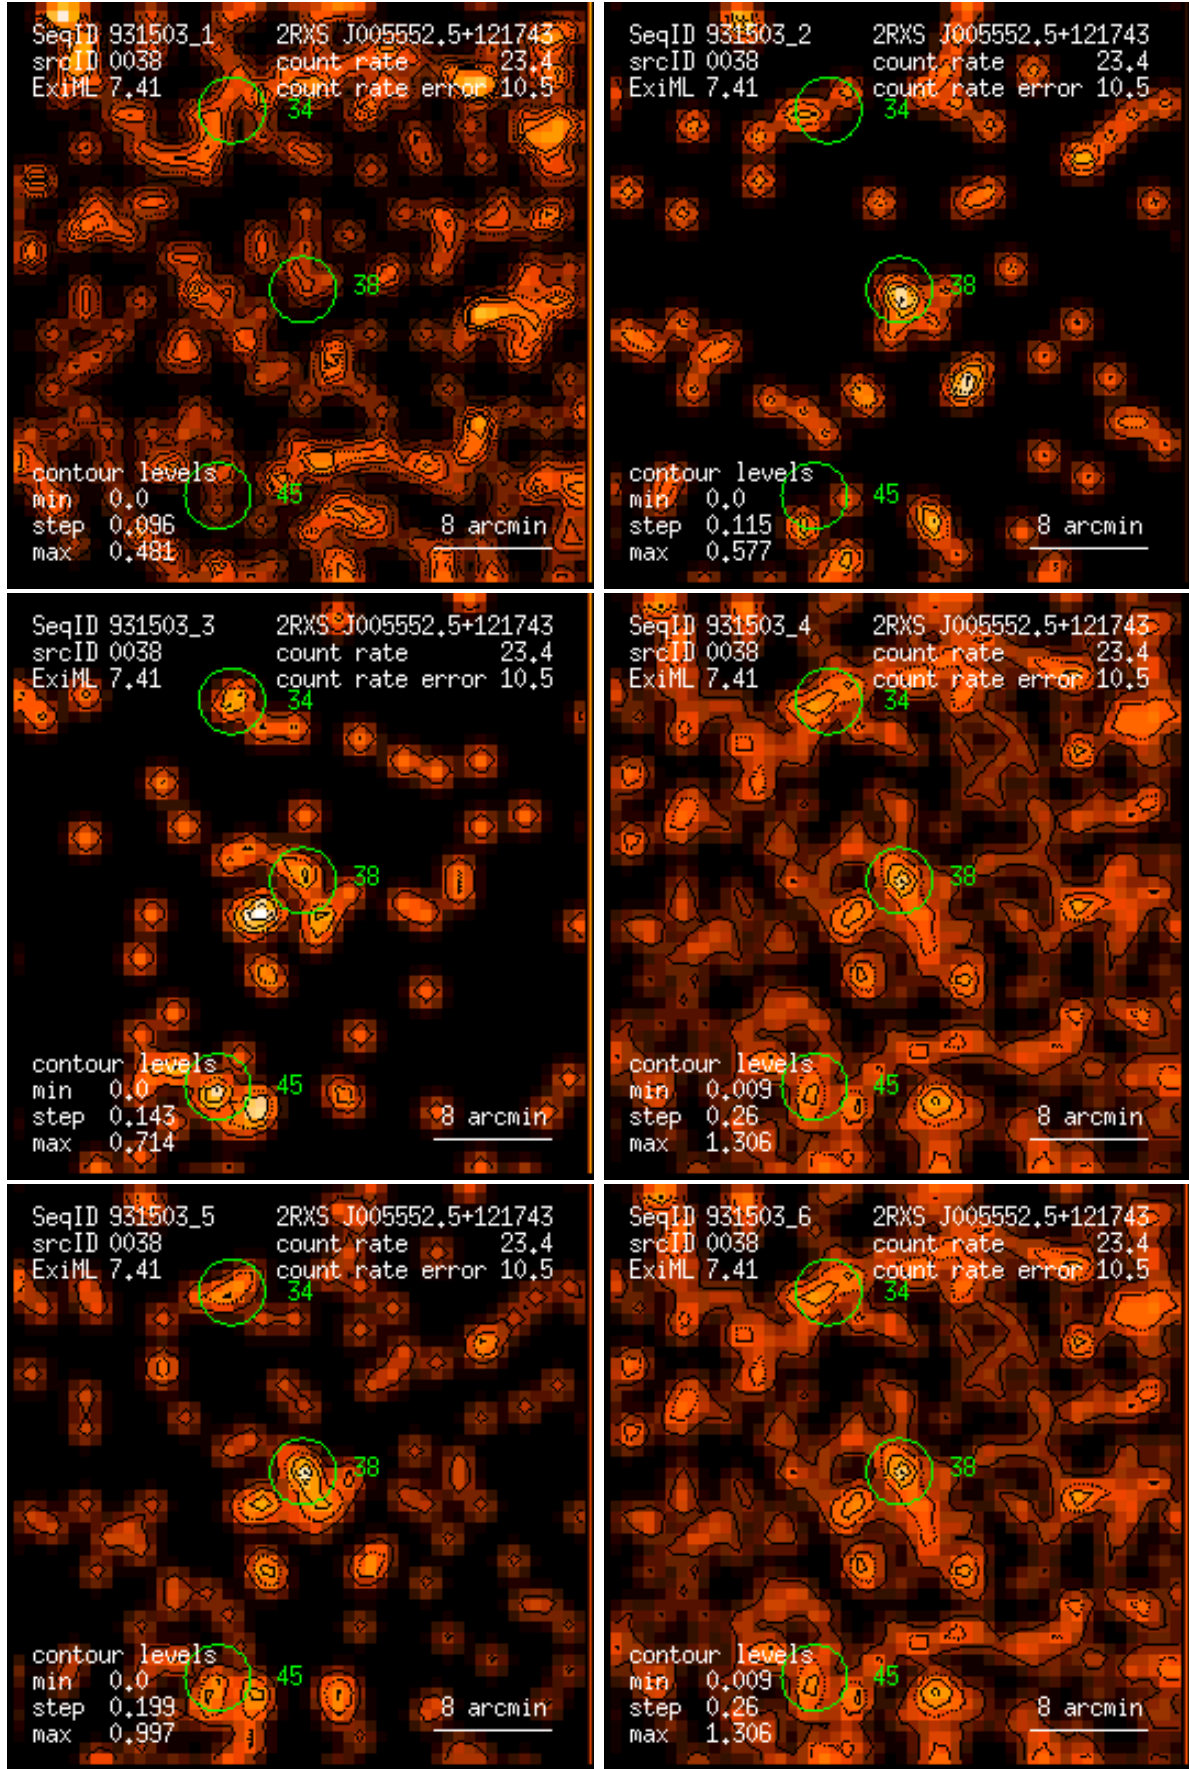 SeqID 931503_1 2RXS J005552.5+121743
srcID 0038 count rate 23.4
ExiML 7.41 count rate error 10.5
34
38
contour levels
min 0.0 45
step 0.096 8 arcmin
max 0.481
SeqID 931503_2 2RXS J005552.5+121743
srcID 0038 count rate 23.4
ExiML 7.41 count rate error 10.5
34
38
contour levels
min 0.0 45
step 0.115 8 arcmin
max 0.577
SeqID 931503_3 2RXS J005552.5+121743
srcID 0038 count rate 23.4
ExiML 7.41 count rate error 10.5
34
38
contour levels
min 0.0 45
step 0.143 8 arcmin
max 0.714
SeqID 931503_4 2RXS J005552.5+121743
srcID 0038 count rate 23.4
ExiML 7.41 count rate error 10.5
34
38
contour levels
min 0.009 45
step 0.26 8 arcmin
max 1.306
SeqID 931503_5 2RXS J005552.5+121743
srcID 0038 count rate 23.4
ExiML 7.41 count rate error 10.5
34
38
contour levels
min 0.0 45
step 0.199 8 arcmin
max 0.997
SeqID 931503_6 2RXS J005552.5+121743
srcID 0038 count rate 23.4
ExiML 7.41 count rate error 10.5
34
38
contour levels
min 0.009 45
step 0.26 8 arcmin
max 1.306